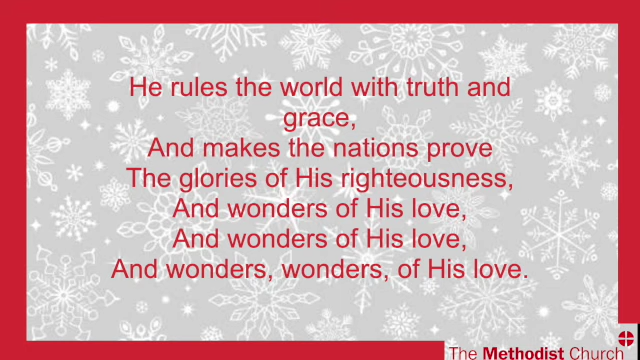 He rules the world with truth and
grace,
And makes the nations prove
The glories of His righteousness,
And wonders of His love,
And wonders of His love,
And wonders, wonders, of His love.
The Methodist Church